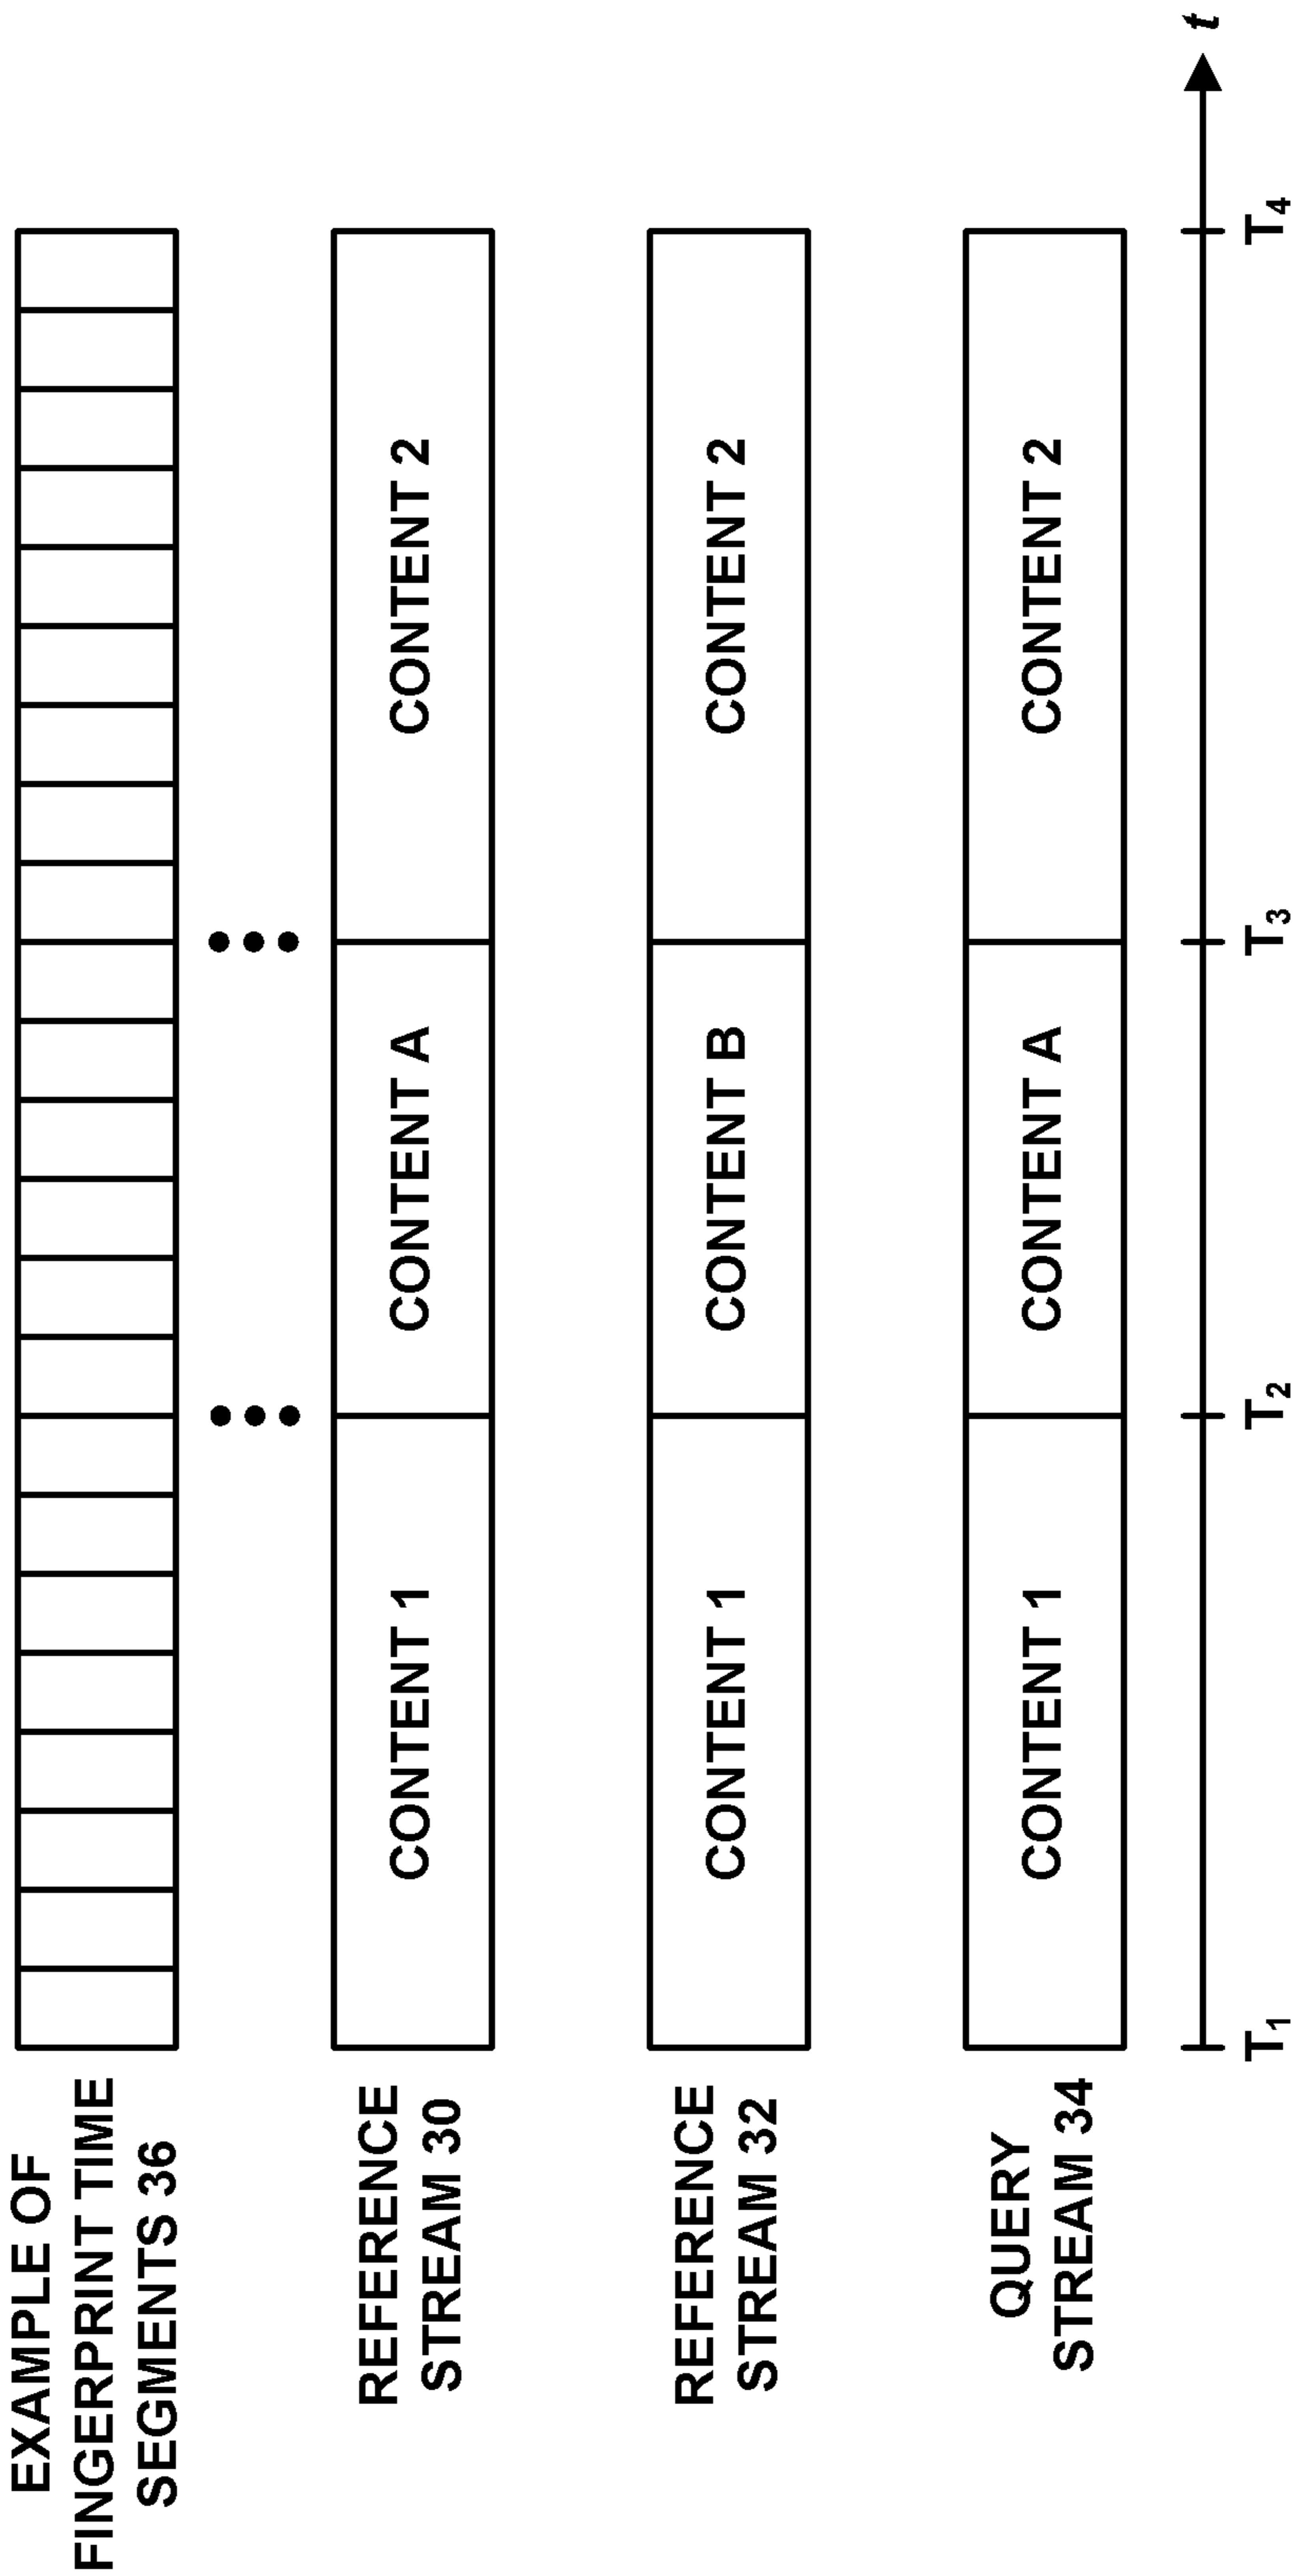 EXAMPLE OF
FINGERPRINT TIME
SEGMENTS 36
REFERENCE
STREAM 30
CONTENT 1
CONTENT A
CONTENT 2
REFERENCE
STREAM 32
CONTENT 1
CONTENT B
CONTENT 2
QUERY
STREAM 34
CONTENT 1
CONTENT A
CONTENT 2
T1
T2
T3
T4
t